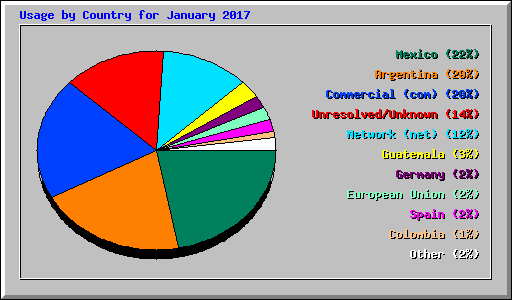 Usage by Country for January 2017
Mexico (22%)
Argentina (20%)
Commercial (com) (20%)
Unresolved/Unknown (14%)
Network (net) (12%)
Guatemala (3%)
Germany (2%)
European Union (2%)
Spain (2%)
Colombia (1%)
Other (2%)